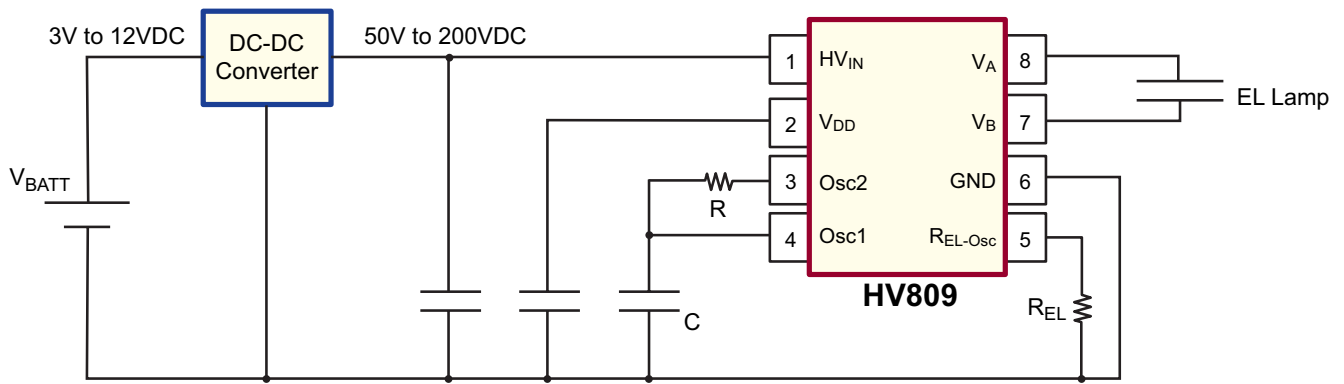 3V to 12VDC
DC-DC
Converter
50V to 200VDC
1
HVIN
VA
8
EL Lamp
2
VDD
VB
7
VBATT
R
3
Osc2
GND
6
4
Osc1
REL-Osc
5
HV809
C
REL